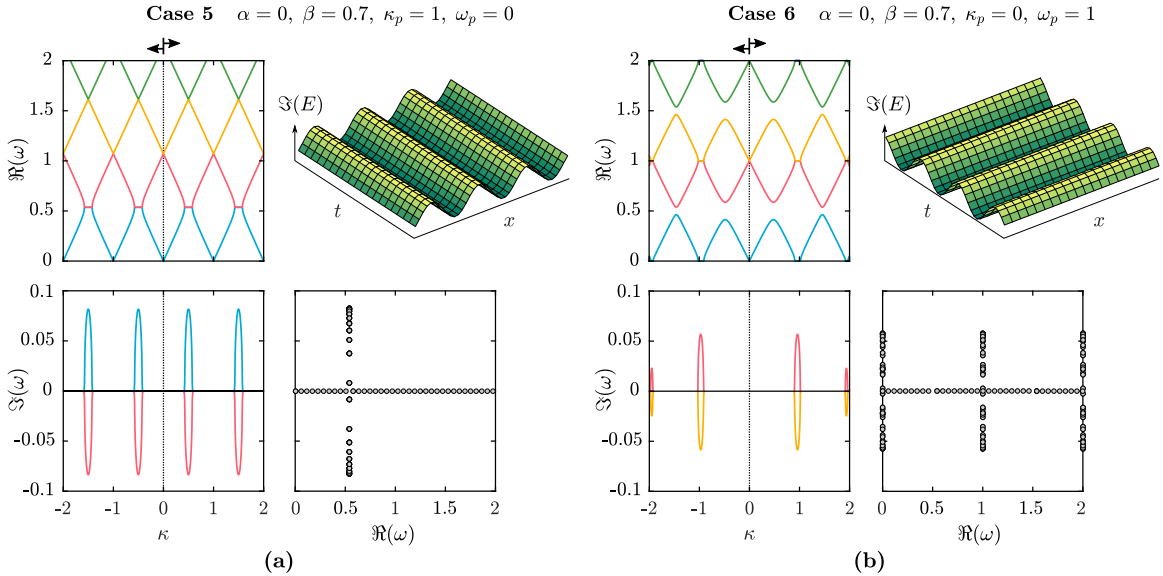 Case 5 α = 0, β = 0.7, κₚ = 1, ωₚ = 0
Case 6 α = 0, β = 0.7, κₚ = 0, ωₚ = 1
2
1.5
1
0.5
0
ℜ(ω)
ℑ(E)
t
x
0.1
0.05
0
-0.05
-0.1
ℑ(ω)
-2 -1 0 1 2
κ
0 0.5 1 1.5 2
ℜ(ω)
(a)
2
1.5
1
0.5
0
ℜ(ω)
ℑ(E)
t
x
0.1
0.05
0
-0.05
-0.1
ℑ(ω)
-2 -1 0 1 2
κ
0 0.5 1 1.5 2
ℜ(ω)
(b)